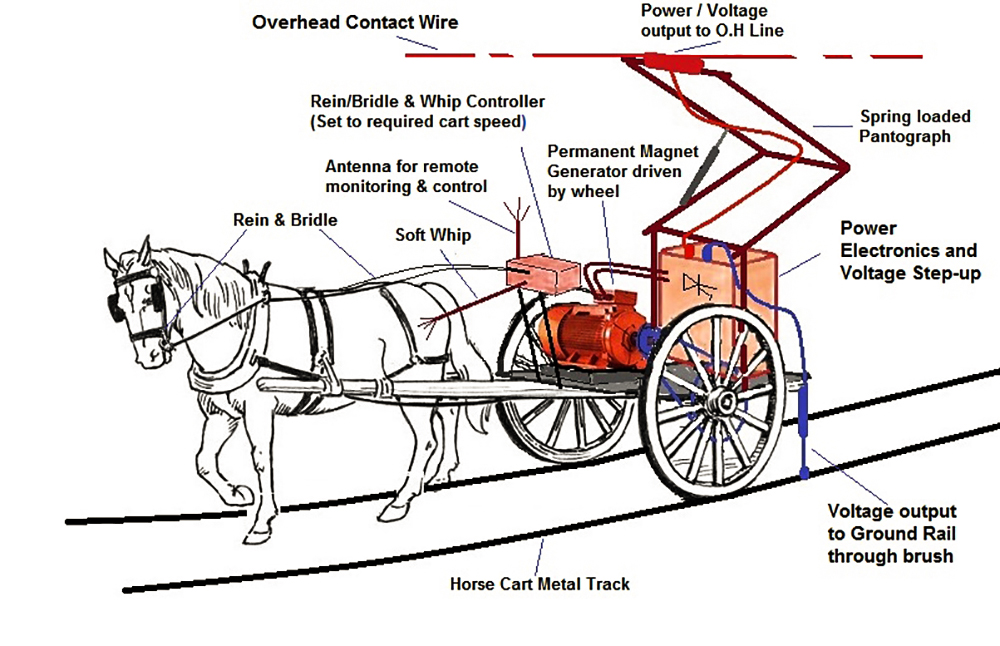 Overhead Contact Wire
Power / Voltage
output to O.H Line
Rein/Bridle & Whip Controller
(Set to required cart speed)
Spring loaded
Pantograph
Permanent Magnet
Generator driven
by wheel
Antenna for remote
monitoring & control
Rein & Bridle
Soft Whip
Power
Electronics and
Voltage Step-up
Voltage output
to Ground Rail
through brush
Horse Cart Metal Track